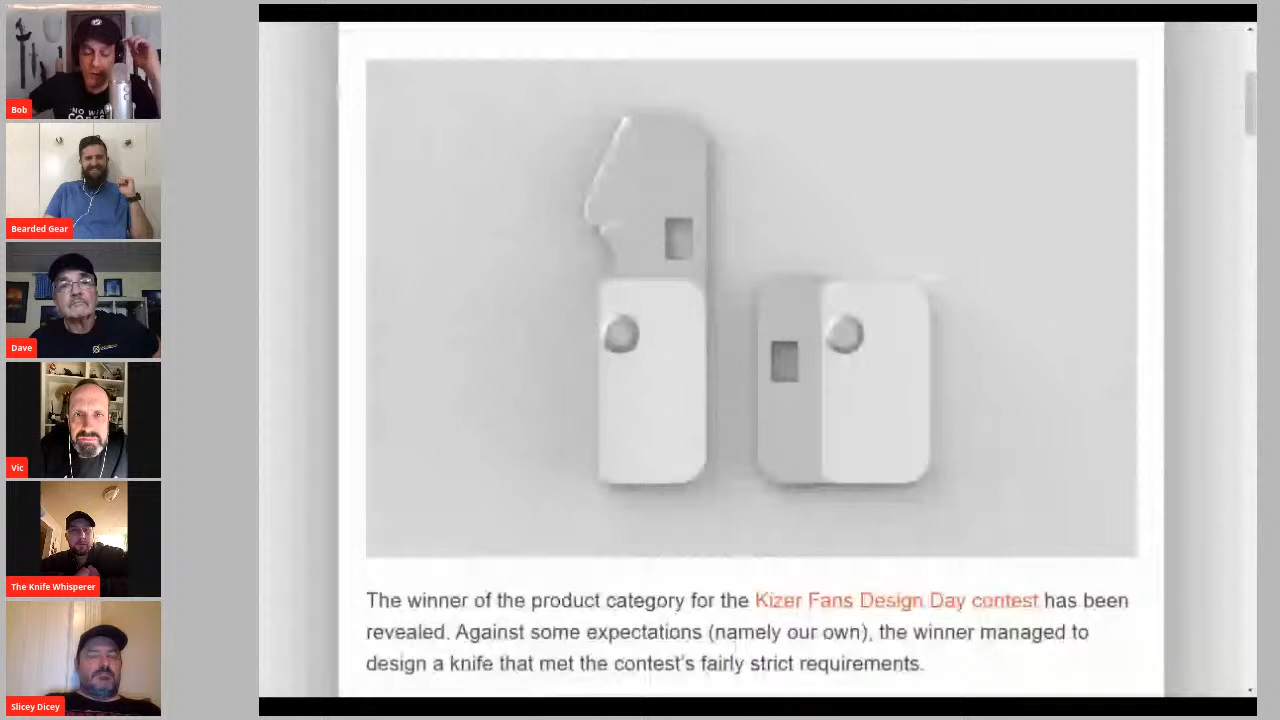 Bob
Bearded Gear
Dave
Vic
The Knife Whisperer
Slicey Dicey
The winner of the product category for the Kizer Fans Design Day contest has been
revealed. Against some expectations (namely our own), the winner managed to
design a knife that met the contest's fairly strict requirements.